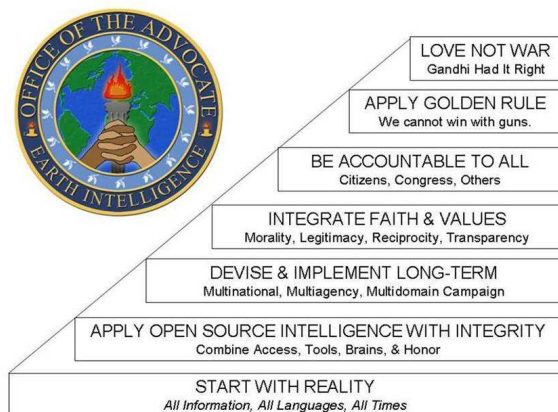 OFFICE OF THE ADVOCATE
EARTH INTELLIGENCE
LOVE NOT WAR
Gandhi Had It Right
APPLY GOLDEN RULE
We cannot win with guns.
BE ACCOUNTABLE TO ALL
Citizens, Congress, Others
INTEGRATE FAITH & VALUES
Morality, Legitimacy, Reciprocity, Transparency
DEVISE & IMPLEMENT LONG-TERM
Multinational, Multiagency, Multidomain Campaign
APPLY OPEN SOURCE INTELLIGENCE WITH INTEGRITY
Combine Access, Tools, Brains, & Honor
START WITH REALITY
All Information, All Languages, All Times